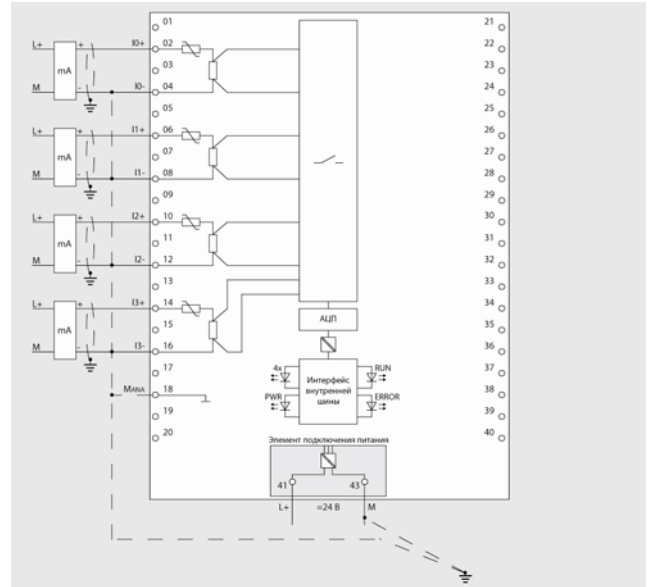 01 21
I0+ 02 22
L+ + 03 23
mA
M - I0- 04 24
05 25
L+ + I1+ 06 26
mA 07 27
M - I1- 08 28
09 29
L+ + I2+ 10 30
mA 11 31
M - I2- 12 32
13 33
L+ + I3+ 14 34
mA 15 35
АЦП
M - I3- 16 36
17 37
4x RUN
Интерфейс
внутренней
шины
MANA 18 38
PWR ERROR
19 39
20 40
Элемент подключения питания
41 43
L+ =24 В M